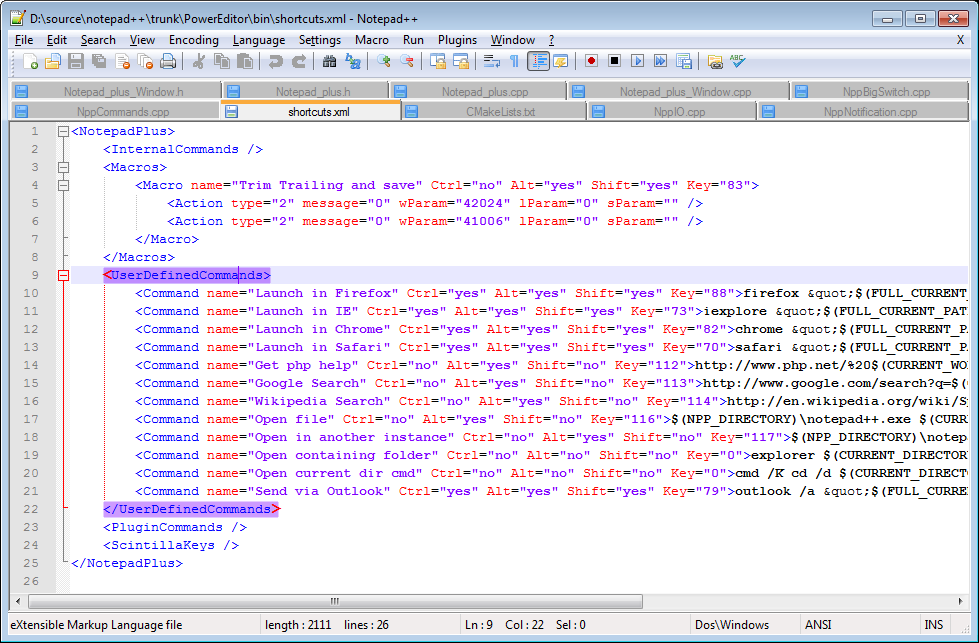 D:\source\notepad++\trunk\PowerEditor\bin\shortcuts.xml - Notepad++
File Edit Search View Encoding Language Settings Macro Run Plugins Window ? X
Notepad_plus_Window.h Notepad_plus.h Notepad_plus.cpp Notepad_plus_Window.cpp NppBigSwitch.cpp
NppCommands.cpp shortcuts.xml CMakeLists.txt NppIO.cpp NppNotification.cpp
1 <NotepadPlus>
2 <InternalCommands />
3 <Macros>
4 <Macro name="Trim Trailing and save" Ctrl="no" Alt="yes" Shift="yes" Key="83">
5 <Action type="2" message="0" wParam="42024" lParam="0" sParam="" />
6 <Action type="2" message="0" wParam="41006" lParam="0" sParam="" />
7 </Macro>
8 </Macros>
9 <UserDefinedCommands>
10 <Command name="Launch in Firefox" Ctrl="yes" Alt="yes" Shift="yes" Key="88">firefox &quot;$(FULL_CURRENT_
11 <Command name="Launch in IE" Ctrl="yes" Alt="yes" Shift="yes" Key="73">iexplore &quot;$(FULL_CURRENT_PAT
12 <Command name="Launch in Chrome" Ctrl="yes" Alt="yes" Shift="yes" Key="82">chrome &quot;$(FULL_CURRENT_P
13 <Command name="Launch in Safari" Ctrl="yes" Alt="yes" Shift="yes" Key="70">safari &quot;$(FULL_CURRENT_P
14 <Command name="Get php help" Ctrl="no" Alt="yes" Shift="no" Key="112">http://www.php.net/%20$(CURRENT_WO
15 <Command name="Google Search" Ctrl="no" Alt="yes" Shift="no" Key="113">http://www.google.com/search?q=$(
16 <Command name="Wikipedia Search" Ctrl="no" Alt="yes" Shift="no" Key="114">http://en.wikipedia.org/wiki/Sp
17 <Command name="Open file" Ctrl="no" Alt="yes" Shift="no" Key="116">$(NPP_DIRECTORY)\notepad++.exe $(CURR
18 <Command name="Open in another instance" Ctrl="no" Alt="yes" Shift="no" Key="117">$(NPP_DIRECTORY)\notep
19 <Command name="Open containing folder" Ctrl="no" Alt="no" Shift="no" Key="0">explorer $(CURRENT_DIRECTOR
20 <Command name="Open current dir cmd" Ctrl="no" Alt="no" Shift="no" Key="0">cmd /K cd /d $(CURRENT_DIRECT
21 <Command name="Send via Outlook" Ctrl="yes" Alt="yes" Shift="yes" Key="79">outlook /a &quot;$(FULL_CURRE
22 </UserDefinedCommands>
23 <PluginCommands />
24 <ScintillaKeys />
25 </NotepadPlus>
26
eXtensible Markup Language file length : 2111 lines : 26 Ln : 9 Col : 22 Sel : 0 Dos\Windows ANSI INS